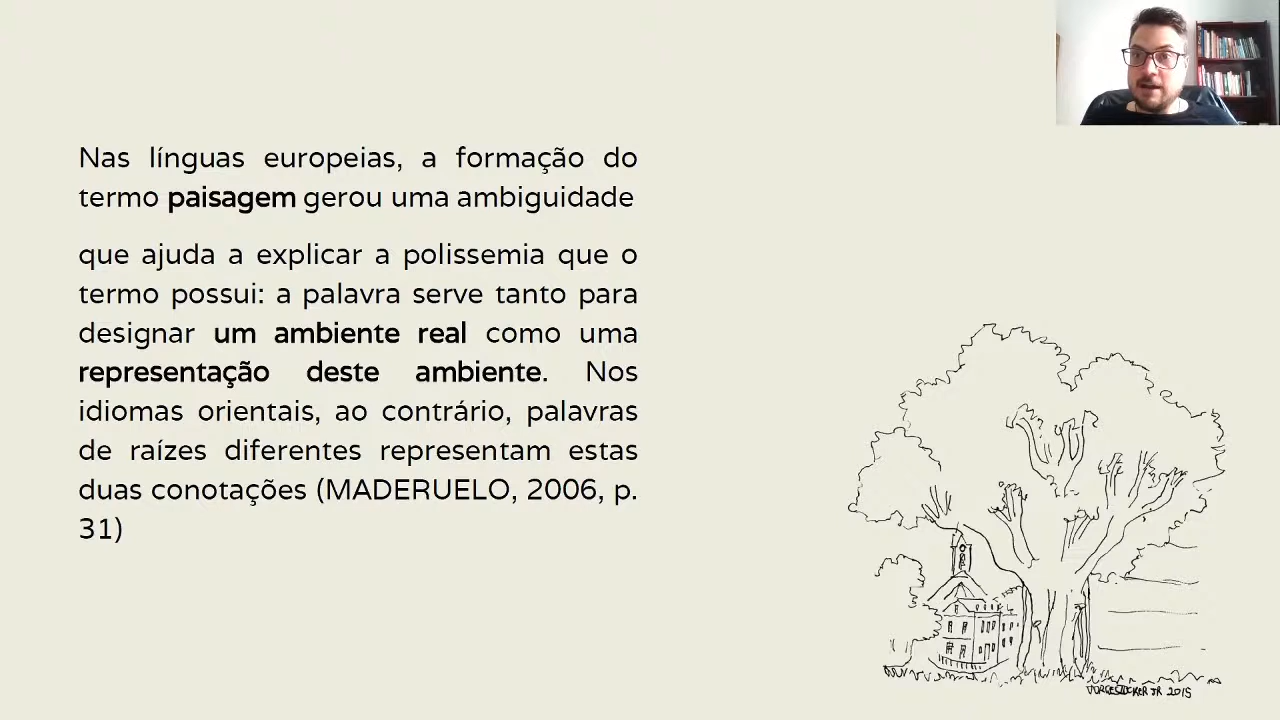 Nas línguas europeias, a formação do
termo paisagem gerou uma ambiguidade
que ajuda a explicar a polissemia que o
termo possui: a palavra serve tanto para
designar um ambiente real como uma
representação deste ambiente. Nos
idiomas orientais, ao contrário, palavras
de raízes diferentes representam estas
duas conotações (MADERUELO, 2006, p.
31)
JR 2015